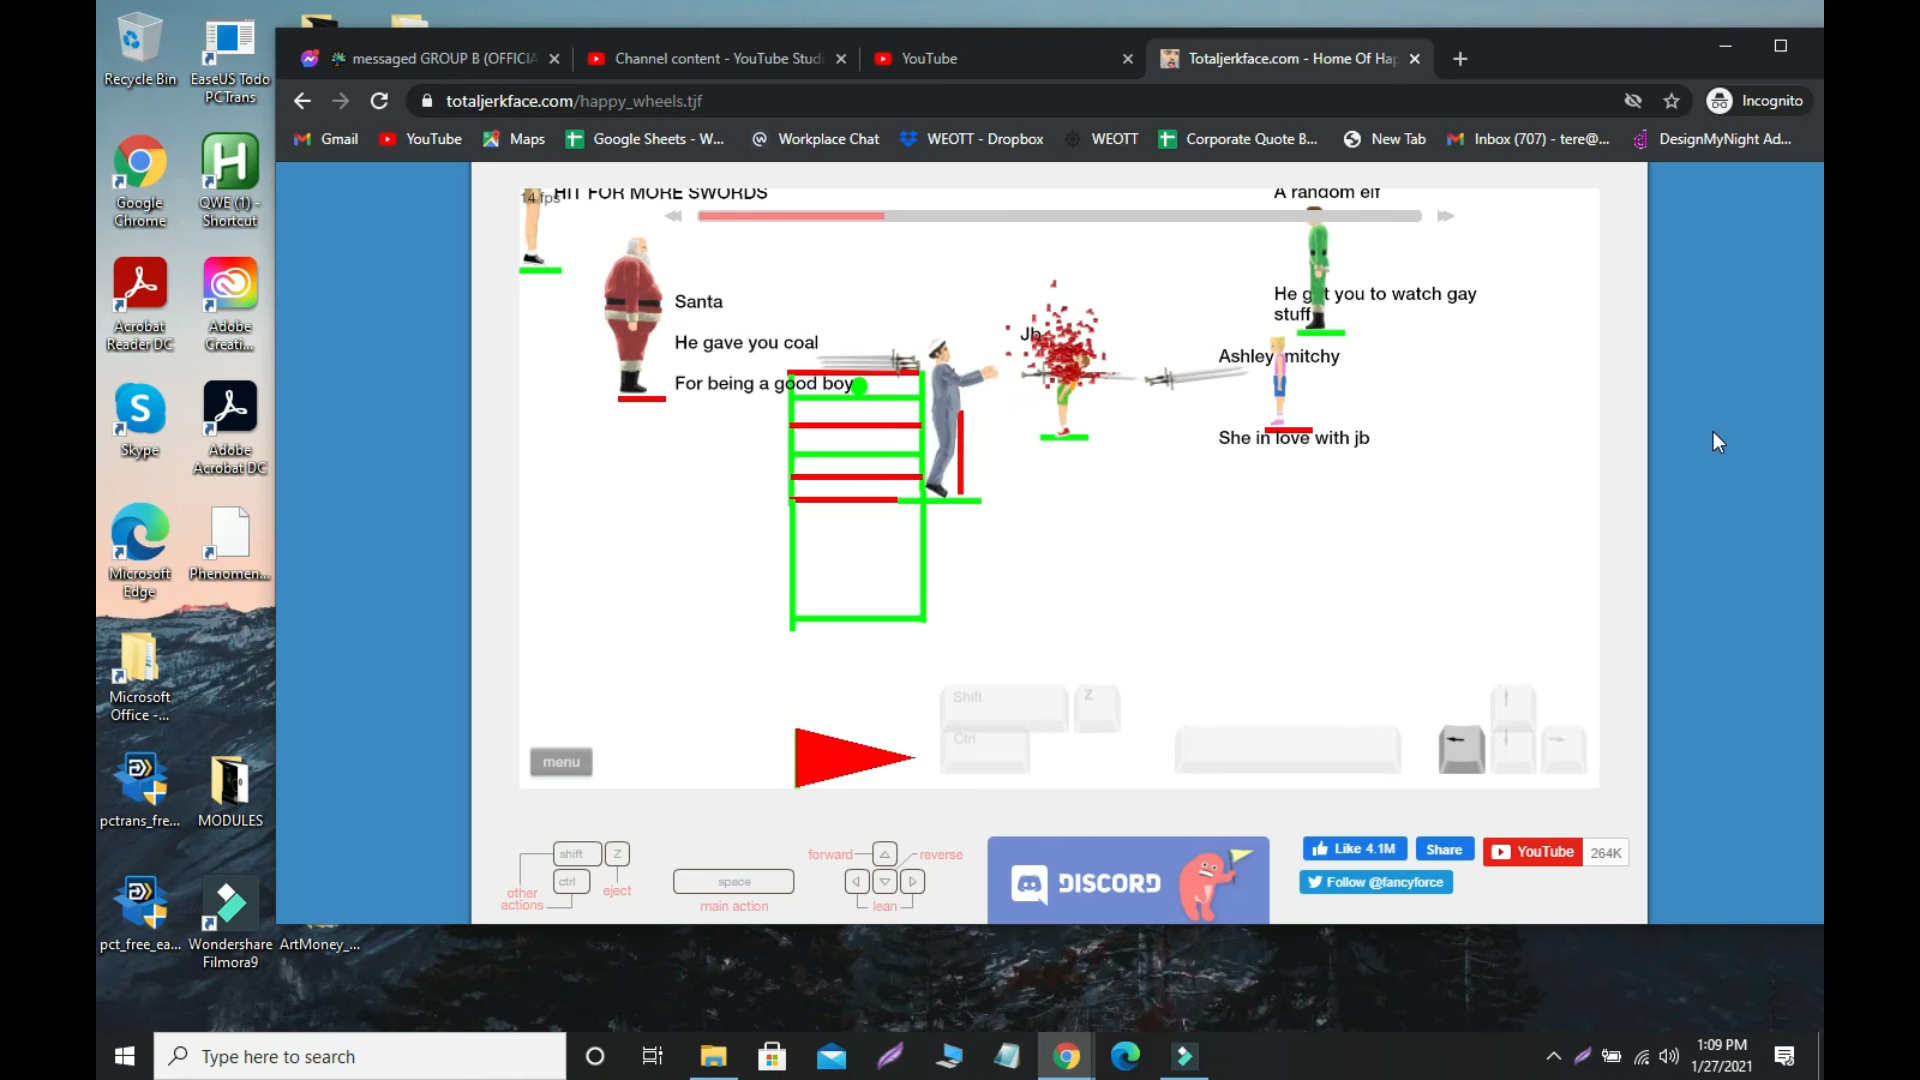 Recycle Bin
EaseUS Todo
PCTrans
Google
Chrome
QWE (1) -
Shortcut
Acrobat
Reader DC
Adobe
Creati...
Skype
Adobe
Acrobat DC
Microsoft
Edge
Phenomen...
Microsoft
Office -...
pctrans_fre...
MODULES
pct_free_ea...
Wondershare
Filmora9
ArtMoney_...
messaged GROUP B (OFFICIA
Channel content - YouTube Studi
YouTube
Totaljerkface.com - Home Of Hap
totaljerkface.com/happy_wheels.tjf
Incognito
Gmail
YouTube
Maps
Google Sheets - W...
Workplace Chat
WEOTT - Dropbox
WEOTT
Corporate Quote B...
New Tab
Inbox (707) - tere@...
DesignMyNight Ad...
14 fps
HIT FOR MORE SWORDS
A random elf
Santa
He gave you coal
For being a good boy
Jb
He got you to watch gay
stuff
Ashley mitchy
She in love with jb
Shift
Z
Ctrl
menu
shift
Z
ctrl
other
actions
eject
space
main action
forward
reverse
lean
DISCORD
Like 4.1M
Share
YouTube
264K
Follow @fancyforce
Type here to search
1:09 PM
1/27/2021